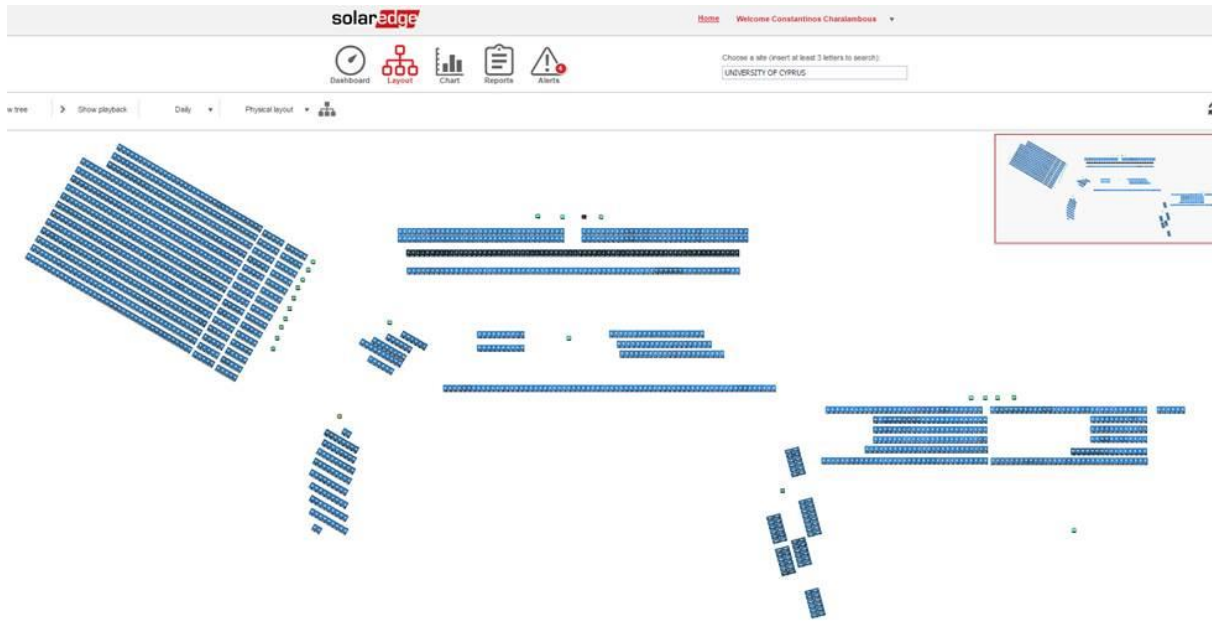 solaredge
Home Welcome Constantinos Charalambous
Dashboard Layout Chart Reports Alerts
Choose a site (insert at least 3 letters to search):
UNIVERSITY OF CYPRUS
w tree Show playback Daily Physical layout